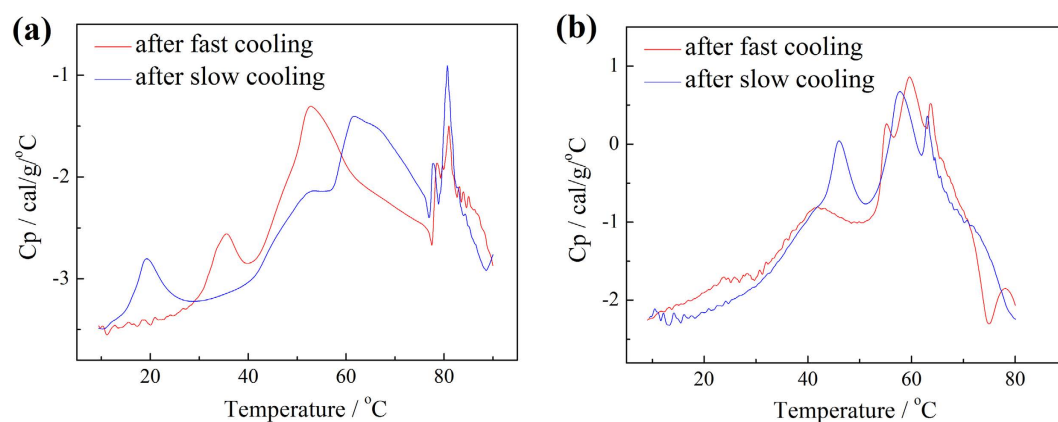 (a)
after fast cooling
after slow cooling
-1
-2
-3
Cp / cal/g/°C
20
40
60
80
Temperature / °C
(b)
after fast cooling
after slow cooling
1
0
-1
-2
Cp / cal/g/°C
20
40
60
80
Temperature / °C